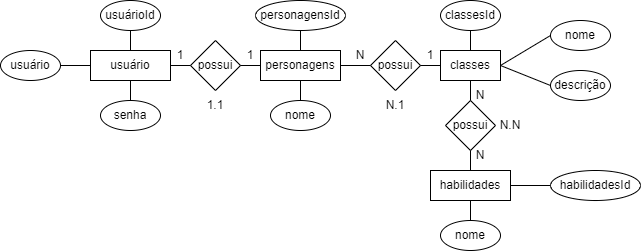 usuárioId
personagensId
classesId
nome
usuário
usuário
1
possui
1
personagens
N
possui
1
classes
descrição
1.1
N.1
senha
nome
N
possui
N.N
N
habilidades
habilidadesId
nome